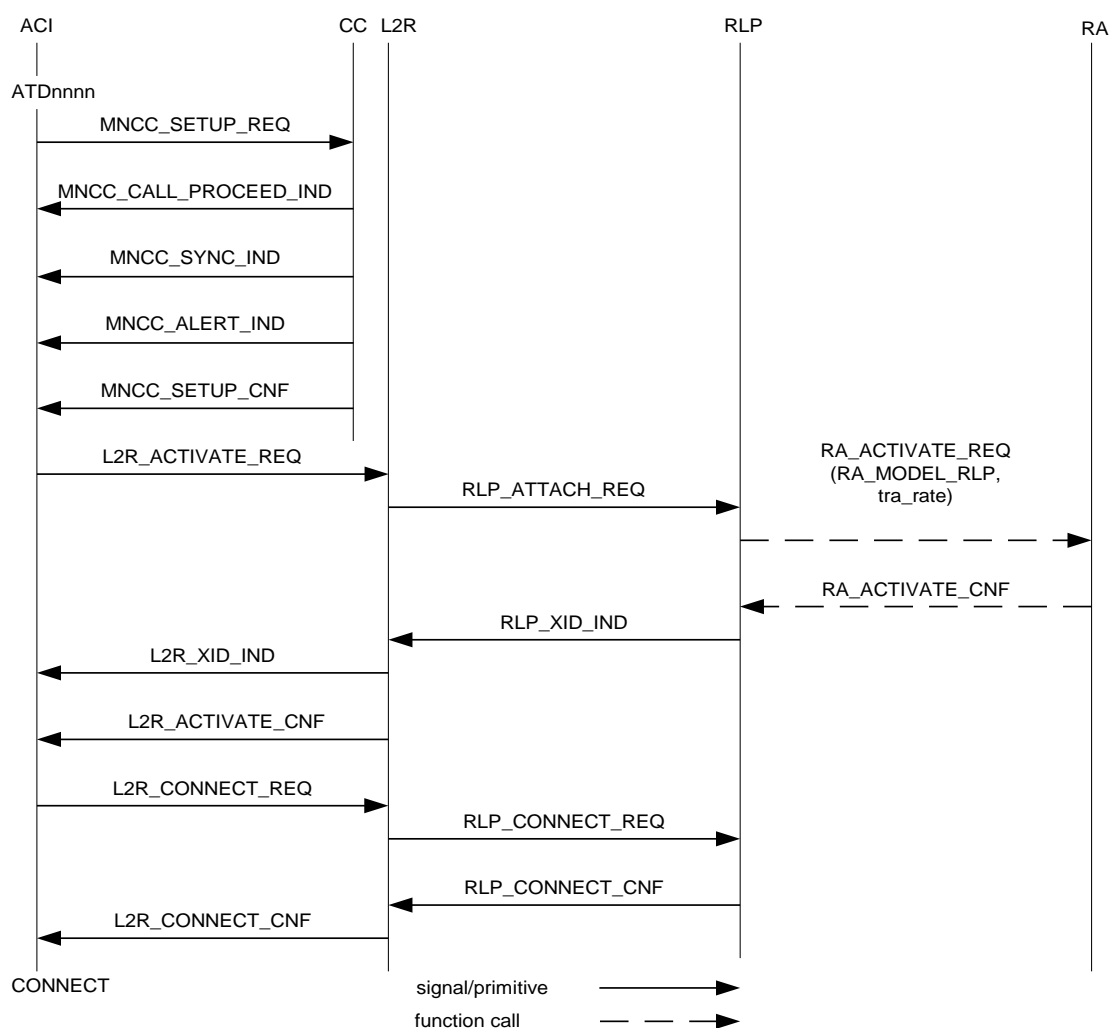 ACI
CC
L2R
RLP
RA
ATDnnnn
MNCC_SETUP_REQ
MNCC_CALL_PROCEED_IND
MNCC_SYNC_IND
MNCC_ALERT_IND
MNCC_SETUP_CNF
L2R_ACTIVATE_REQ
RA_ACTIVATE_REQ
(RA_MODEL_RLP,
tra_rate)
RLP_ATTACH_REQ
RA_ACTIVATE_CNF
RLP_XID_IND
L2R_XID_IND
L2R_ACTIVATE_CNF
L2R_CONNECT_REQ
RLP_CONNECT_REQ
RLP_CONNECT_CNF
L2R_CONNECT_CNF
CONNECT
signal/primitive
function call